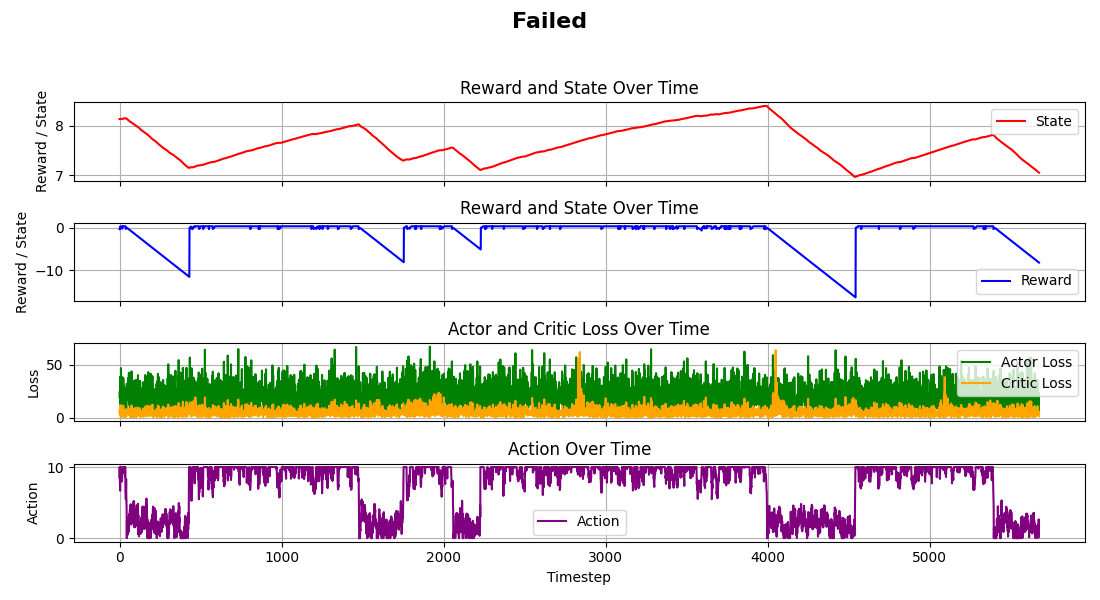 Failed
Reward and State Over Time
Reward / State
8
7
State
Reward and State Over Time
Reward / State
0
−10
Reward
Actor and Critic Loss Over Time
Loss
50
0
Actor Loss
Critic Loss
Action Over Time
Action
10
0
Action
0 1000 2000 3000 4000 5000
Timestep